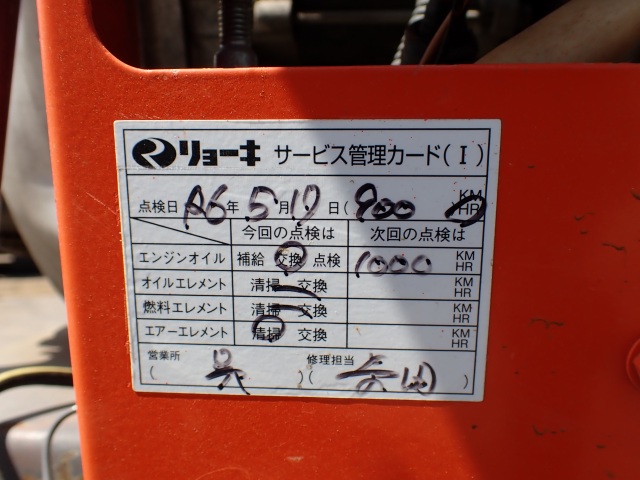 リョーキ サービス管理カード(I)
点検日 R6年 5月17日(900 KM HR)
今回の点検は 次回の点検は
エンジンオイル 補給 交換 点検 1000 KM HR
オイルエレメント 清掃 交換 KM HR
燃料エレメント 清掃 交換 KM HR
エアーエレメント 清掃 交換 KM HR
営業所 修理担当
( 呉 )( )